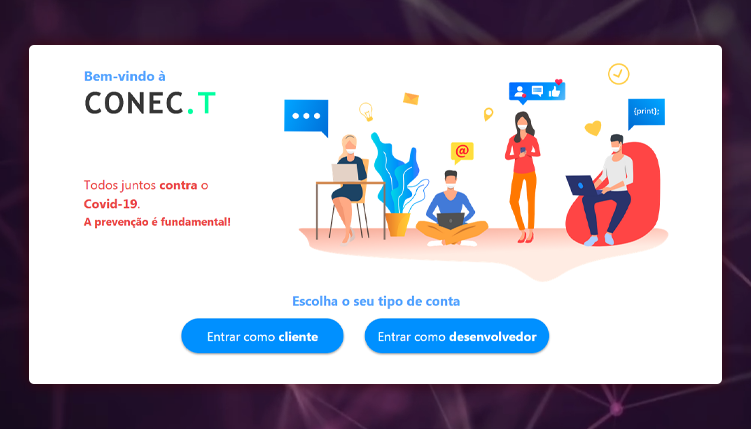 Bem-vindo à
CONEC.T
{print};
@
Todos juntos contra o
Covid-19.
A prevenção é fundamental!
Escolha o seu tipo de conta
Entrar como cliente
Entrar como desenvolvedor